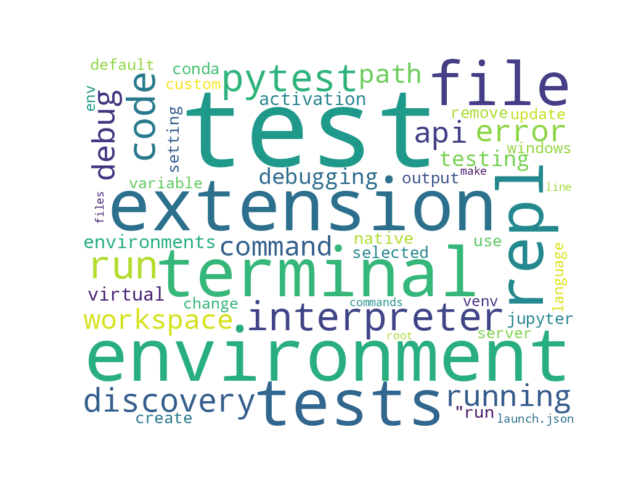 default
conda
custom
pytest
path
file
env
debug
code
setting
activation
test
remove
update
api
error
windows
testing
variable
debugging
output
make
line
files
extension
repl
environments
command
native
selected
use
language
run
terminal
virtual
change
commands
venv
workspace
interpreter
jupyter
root
server
environment
discovery
tests
running
create
"run
launch.json